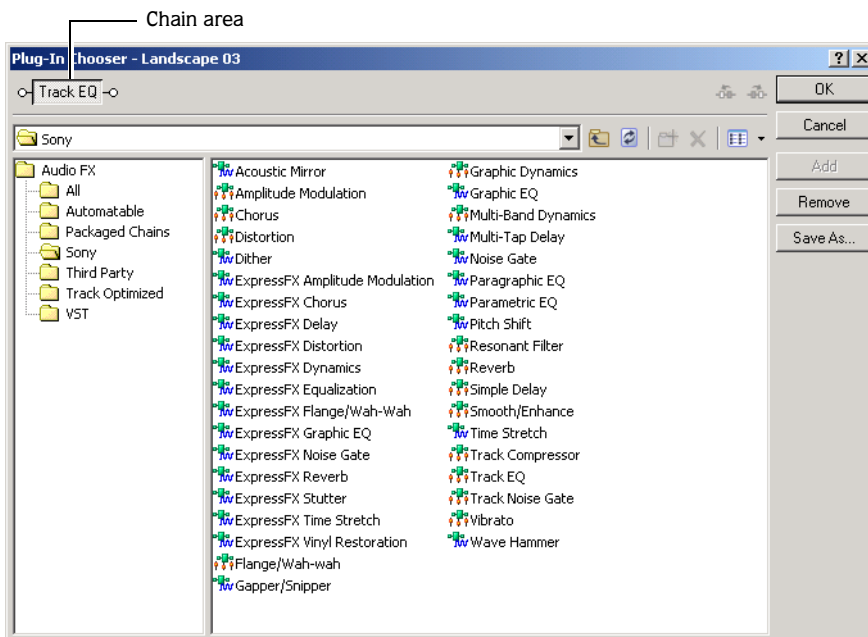 Chain area
Plug-In Chooser - Landscape 03
Track EQ
OK
Cancel
Add
Remove
Save As...
Sony
Audio FX
All
Automatable
Packaged Chains
Sony
Third Party
Track Optimized
VST
Acoustic Mirror
Amplitude Modulation
Chorus
Distortion
Dither
ExpressFX Amplitude Modulation
ExpressFX Chorus
ExpressFX Delay
ExpressFX Distortion
ExpressFX Dynamics
ExpressFX Equalization
ExpressFX Flange/Wah-Wah
ExpressFX Graphic EQ
ExpressFX Noise Gate
ExpressFX Reverb
ExpressFX Stutter
ExpressFX Time Stretch
ExpressFX Vinyl Restoration
Flange/Wah-wah
Gapper/Snipper
Graphic Dynamics
Graphic EQ
Multi-Band Dynamics
Multi-Tap Delay
Noise Gate
Paragraphic EQ
Parametric EQ
Pitch Shift
Resonant Filter
Reverb
Simple Delay
Smooth/Enhance
Time Stretch
Track Compressor
Track EQ
Track Noise Gate
Vibrato
Wave Hammer